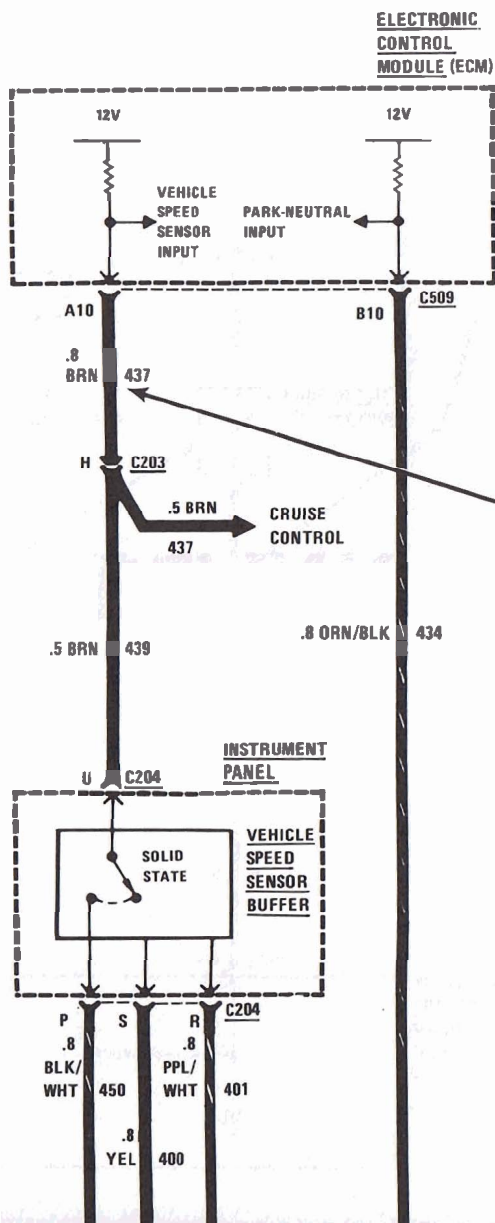 ELECTRONIC
CONTROL
MODULE (ECM)
12V
12V
VEHICLE
SPEED
SENSOR
INPUT
PARK-NEUTRAL
INPUT
A10
B10
C509
.8
BRN
437
H
C203
.5 BRN
437
CRUISE
CONTROL
.5 BRN
439
.8 ORN/BLK
434
INSTRUMENT
PANEL
U
C204
SOLID
STATE
VEHICLE
SPEED
SENSOR
BUFFER
P
S
R
C204
.8
BLK/
WHT
450
.8
PPL/
WHT
401
.8
YEL
400